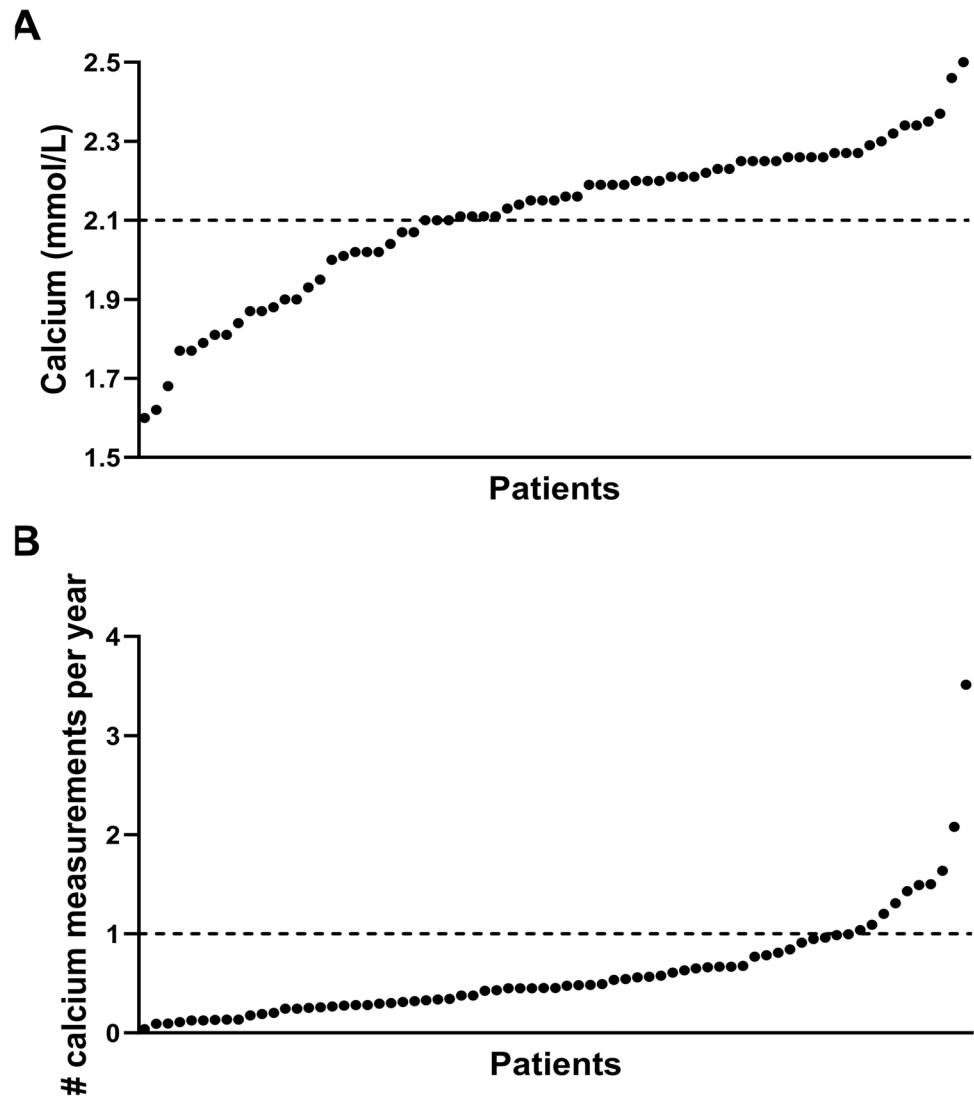 A
2.5
2.3
2.1
1.9
1.7
1.5
Calcium (mmol/L)
Patients
B
4
3
2
1
0
# calcium measurements per year
Patients